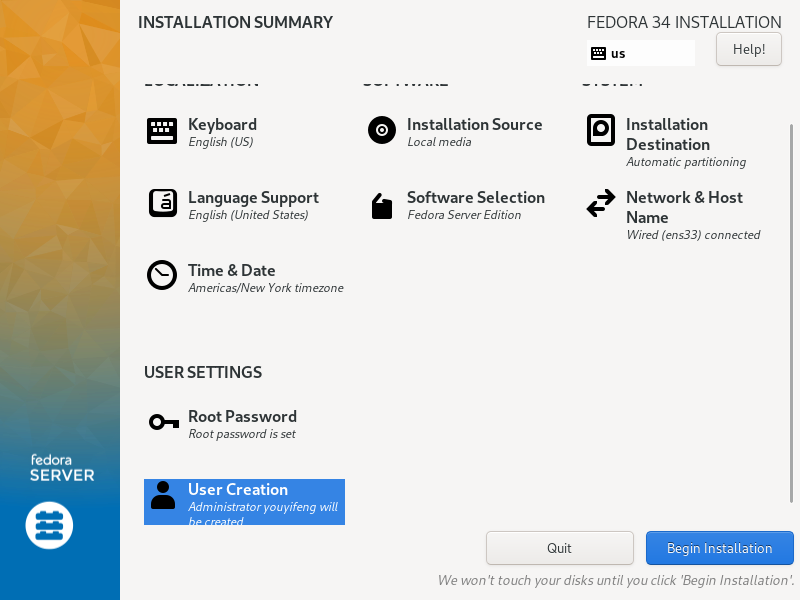 INSTALLATION SUMMARY
FEDORA 34 INSTALLATION
us
Help!
LOCALIZATION
SOFTWARE
SYSTEM
Keyboard
English (US)
Installation Source
Local media
Installation
Destination
Automatic partitioning
Language Support
English (United States)
Software Selection
Fedora Server Edition
Network & Host
Name
Wired (ens33) connected
Time & Date
Americas/New York timezone
USER SETTINGS
Root Password
Root password is set
User Creation
Administrator youyifeng will
be created
fedora
SERVER
Quit
Begin Installation
We won't touch your disks until you click 'Begin Installation'.